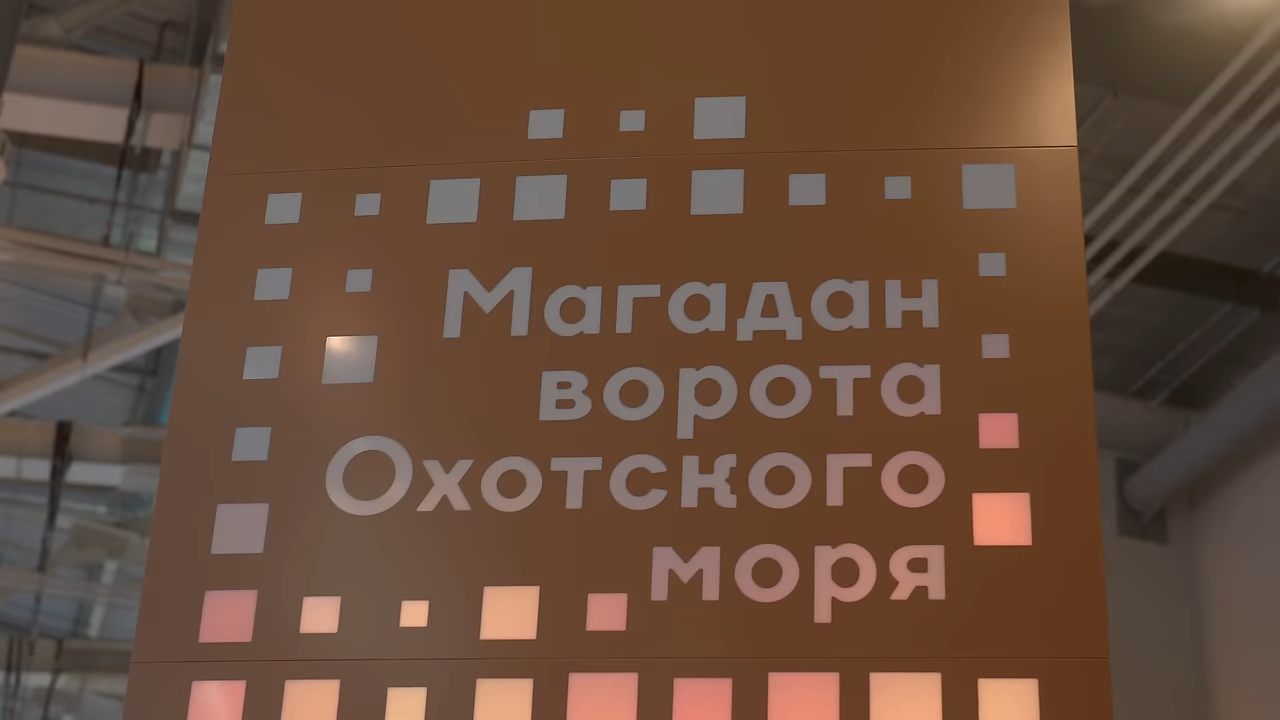 Магадан
ворота
Охотского
моря